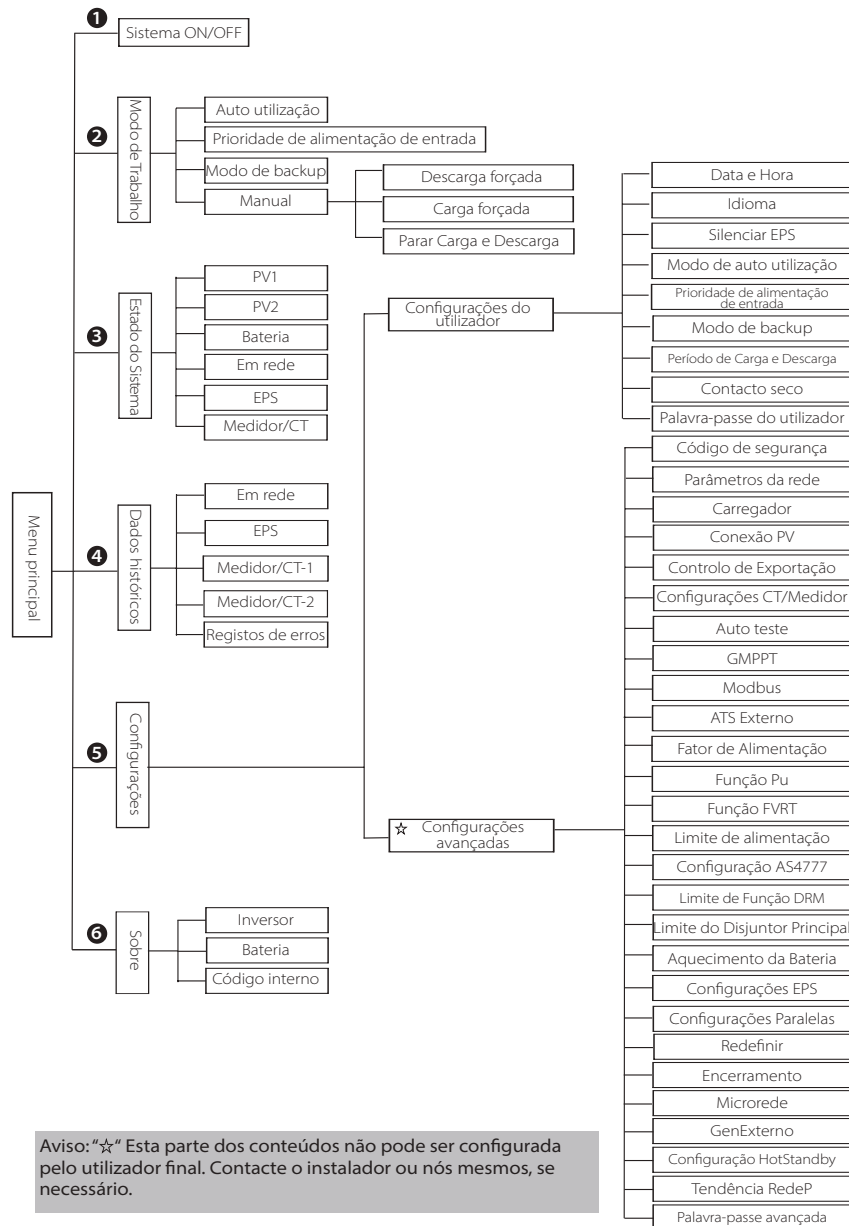 Menu principal
❶
Sistema ON/OFF
❷
Modo de Trabalho
Auto utilização
Prioridade de alimentação de entrada
Modo de backup
Manual
Descarga forçada
Carga forçada
Parar Carga e Descarga
❸
Estado do Sistema
PV1
PV2
Bateria
Em rede
EPS
Medidor/CT
❹
Dados históricos
Em rede
EPS
Medidor/CT-1
Medidor/CT-2
Registos de erros
❺
Configurações
Configurações do
utilizador
Data e Hora
Idioma
Silenciar EPS
Modo de auto utilização
Prioridade de alimentação
de entrada
Modo de backup
Período de Carga e Descarga
Contacto seco
Palavra-passe do utilizador
☆ Configurações
avançadas
Código de segurança
Parâmetros da rede
Carregador
Conexão PV
Controlo de Exportação
Configurações CT/Medidor
Auto teste
GMPPT
Modbus
ATS Externo
Fator de Alimentação
Função Pu
Função FVRT
Limite de alimentação
Configuração AS4777
Limite de Função DRM
Limite do Disjuntor Principal
Aquecimento da Bateria
Configurações EPS
Configurações Paralelas
Redefinir
Encerramento
Microrede
GenExterno
Configuração HotStandby
Tendência RedeP
Palavra-passe avançada
❻
Sobre
Inversor
Bateria
Código interno
Aviso: “☆“ Esta parte dos conteúdos não pode ser configurada
pelo utilizador final. Contacte o instalador ou nós mesmos, se
necessário.